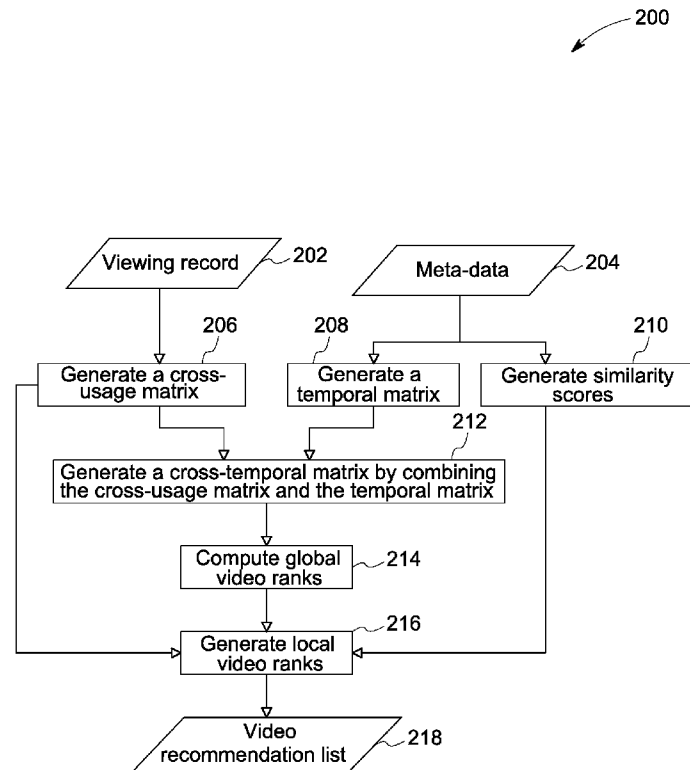 200
Viewing record
202
Meta-data
204
206
208
210
Generate a cross-
usage matrix
Generate a
temporal matrix
Generate similarity
scores
212
Generate a cross-temporal matrix by combining
the cross-usage matrix and the temporal matrix
Compute global
video ranks
214
216
Generate local
video ranks
Video
recommendation list
218